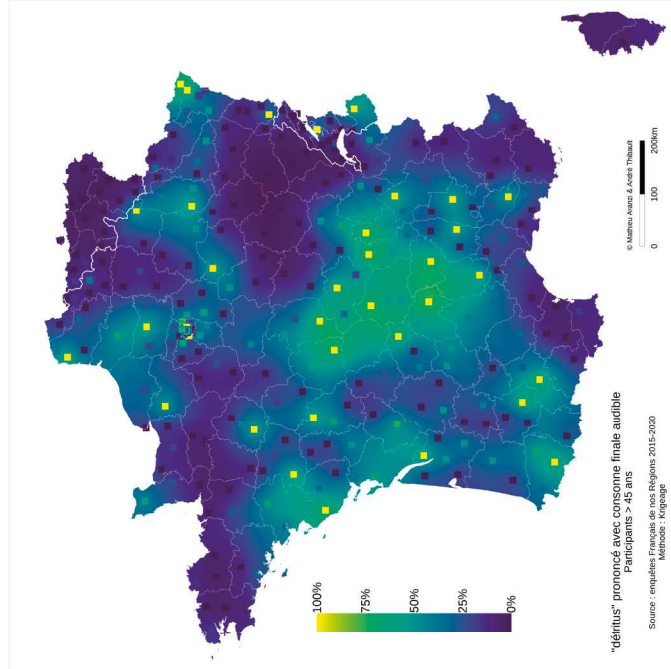 "déritus" prononcé avec consonne finale audible
Participants > 45 ans
Source : enquêtes Français de nos Régions 2015-2020
Méthode : Krigeage
100%
75%
50%
25%
0%
© Mathieu Avanzi & André Thibault
0 100 200km